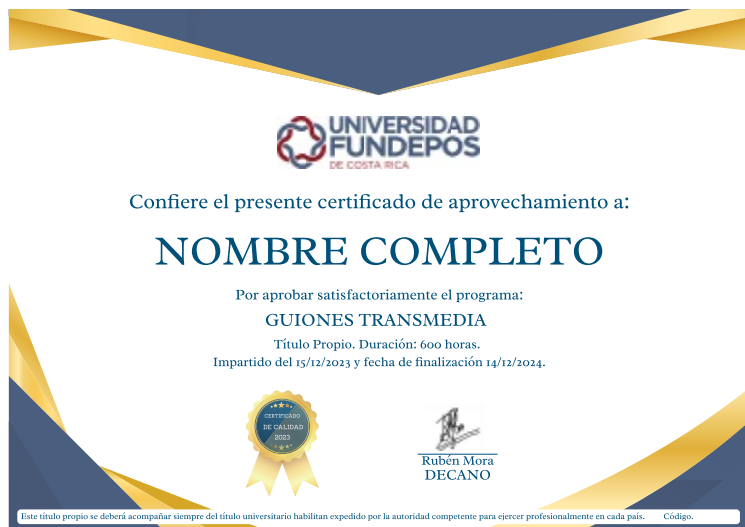 UNIVERSIDAD
FUNDEPOS
DE COSTA RICA
Confiere el presente certificado de aprovechamiento a:
NOMBRE COMPLETO
Por aprobar satisfactoriamente el programa:
GUIONES TRANSMEDIA
Título Propio. Duración: 600 horas.
Impartido del 15/12/2023 y fecha de finalización 14/12/2024.
CERTIFICADO
DE CALIDAD
2023
Rubén Mora
DECANO
Este título propio se deberá acompañar siempre del título universitario habilitan expedido por la autoridad competente para ejercer profesionalmente en cada país. Código.